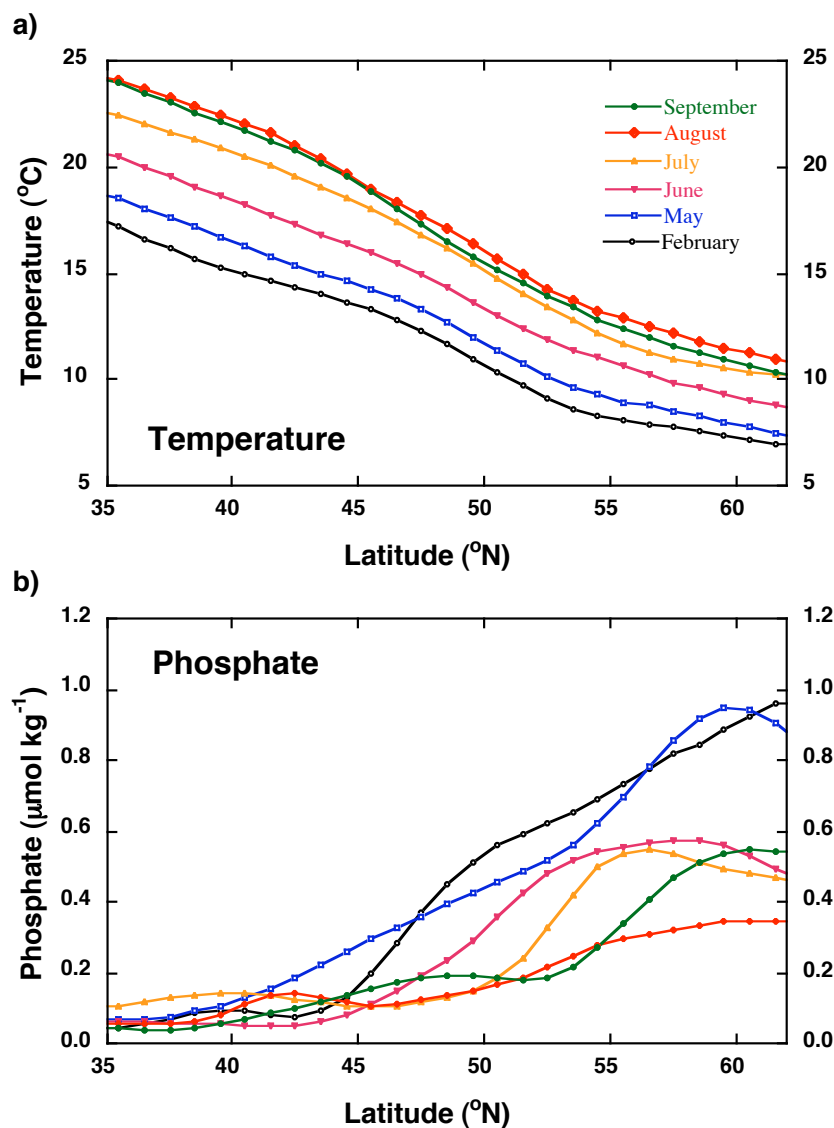 a)
25
20
15
10
5
25
20
15
10
5
Temperature (°C)
September
August
July
June
May
February
Temperature
35
40
45
50
55
60
Latitude (°N)
b)
1.2
1.0
0.8
0.6
0.4
0.2
0.0
1.2
1.0
0.8
0.6
0.4
0.2
0.0
Phosphate (μmol kg⁻¹)
Phosphate
35
40
45
50
55
60
Latitude (°N)